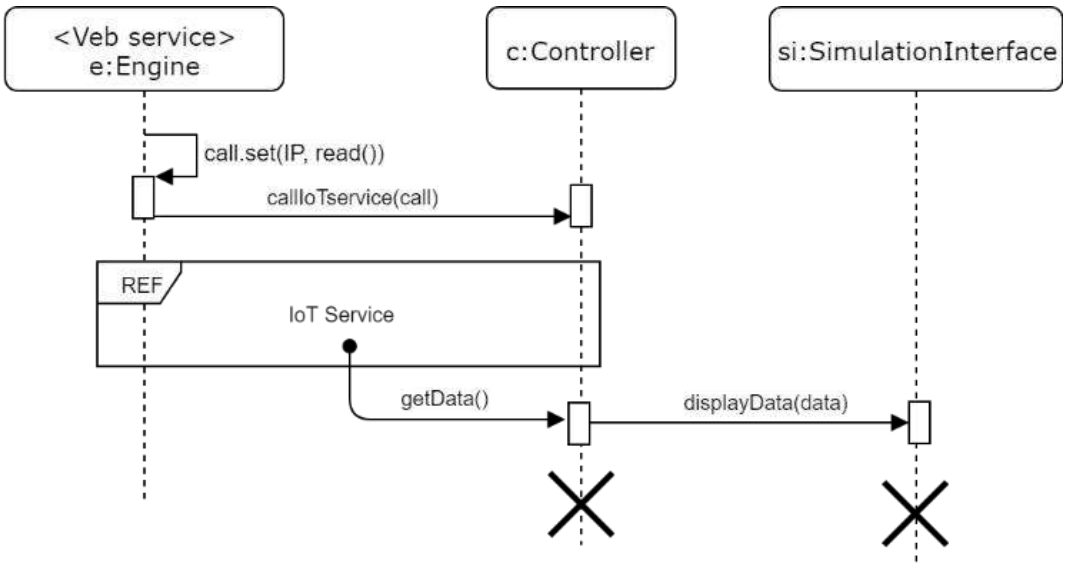 <Veb service>
e:Engine
c:Controller
si:SimulationInterface
call.set(IP, read())
callIoTservice(call)
REF
IoT Service
getData()
displayData(data)